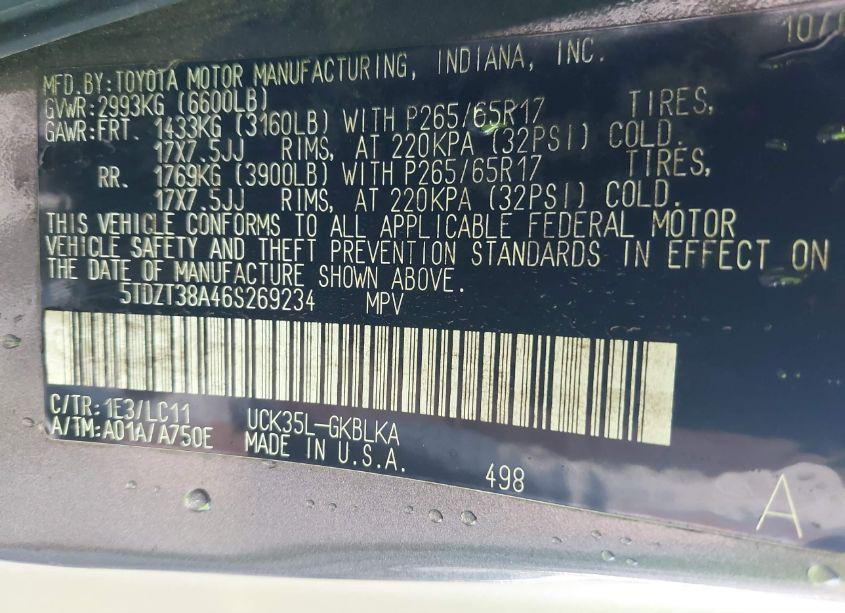 10/
MFD.BY:TOYOTA MOTOR MANUFACTURING, INDIANA, INC.
GVWR:2993KG (6600LB)
GAWR:FRT. 1433KG (3160LB) WITH P265/65R17 TIRES,
17X7.5JJ RIMS, AT 220KPA (32PSI) COLD.
RR. 1769KG (3900LB) WITH P265/65R17 TIRES,
17X7.5JJ RIMS, AT 220KPA (32PSI) COLD.
THIS VEHICLE CONFORMS TO ALL APPLICABLE FEDERAL MOTOR
VEHICLE SAFETY AND THEFT PREVENTION STANDARDS IN EFFECT ON
THE DATE OF MANUFACTURE SHOWN ABOVE.
5TDZT38A46S269234 MPV
C/TR:1E3/LC11 UCK35L-GKBLKA
A/TM:A01A/A750E MADE IN U.S.A.
498
A